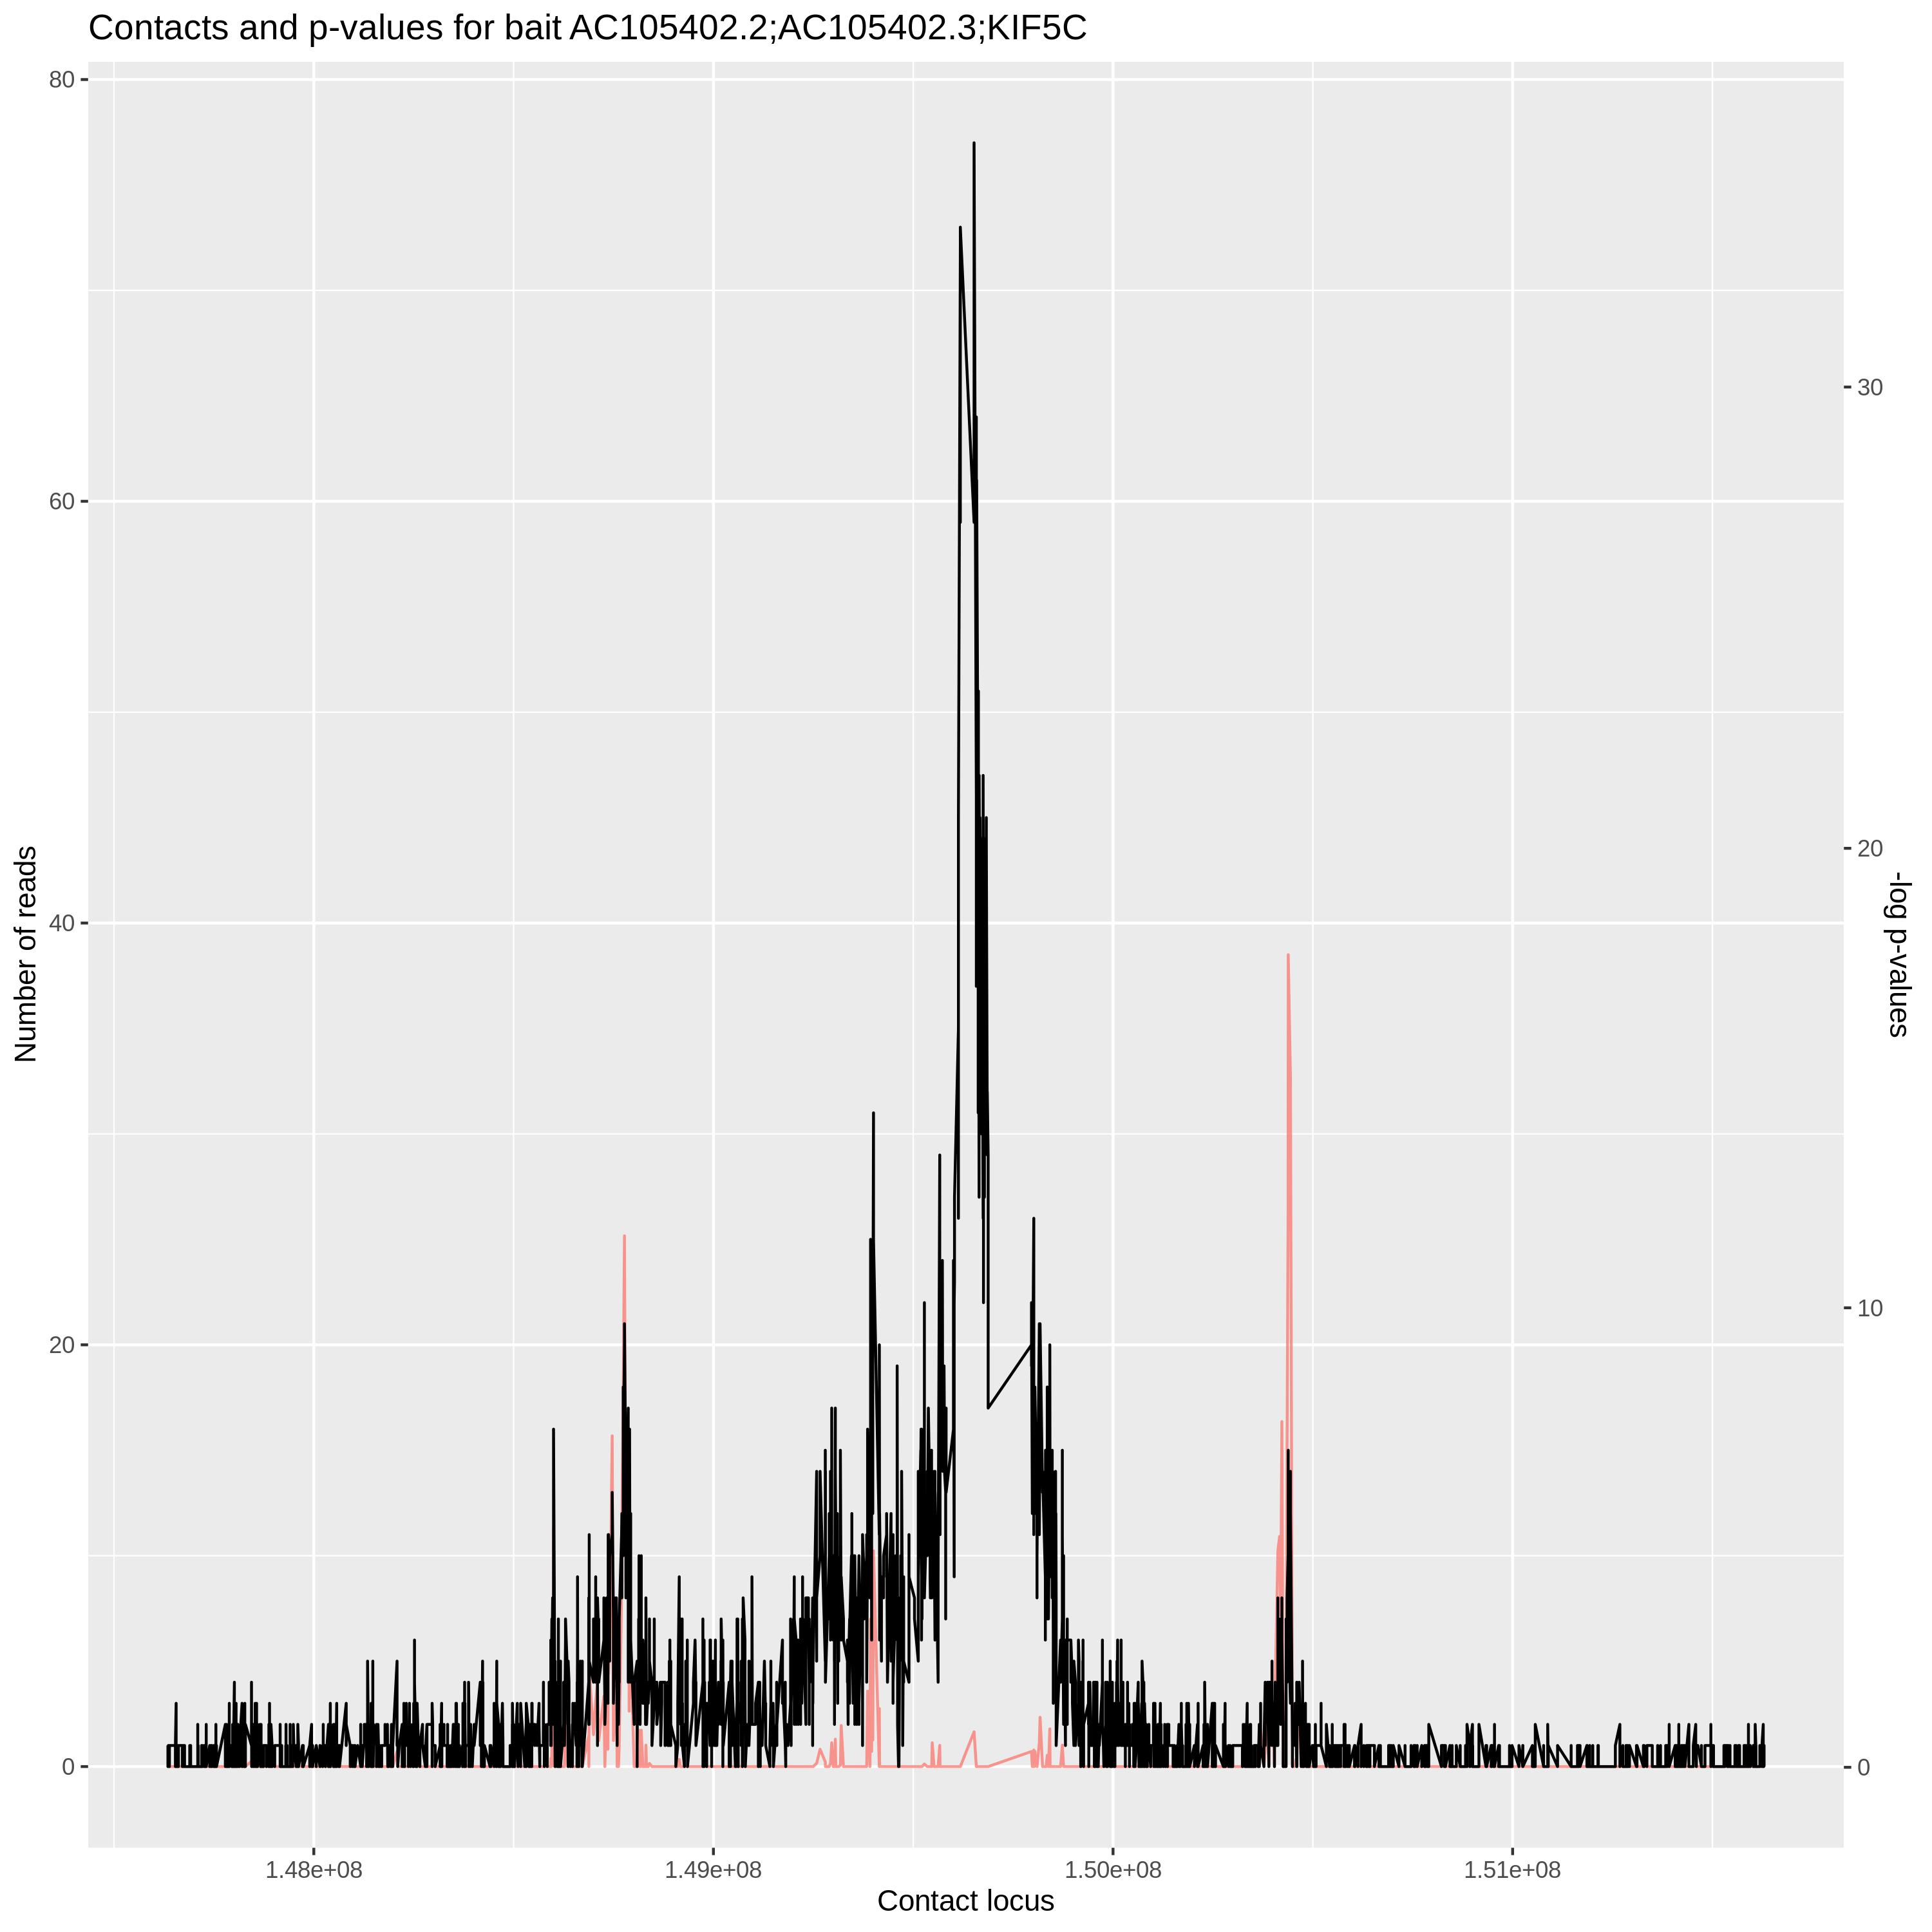 Contacts and p-values for bait AC105402.2;AC105402.3;KIF5C
80
60
40
20
0
Number of reads
30
20
10
0
-log p-values
1.48e+08
1.49e+08
1.50e+08
1.51e+08
Contact locus